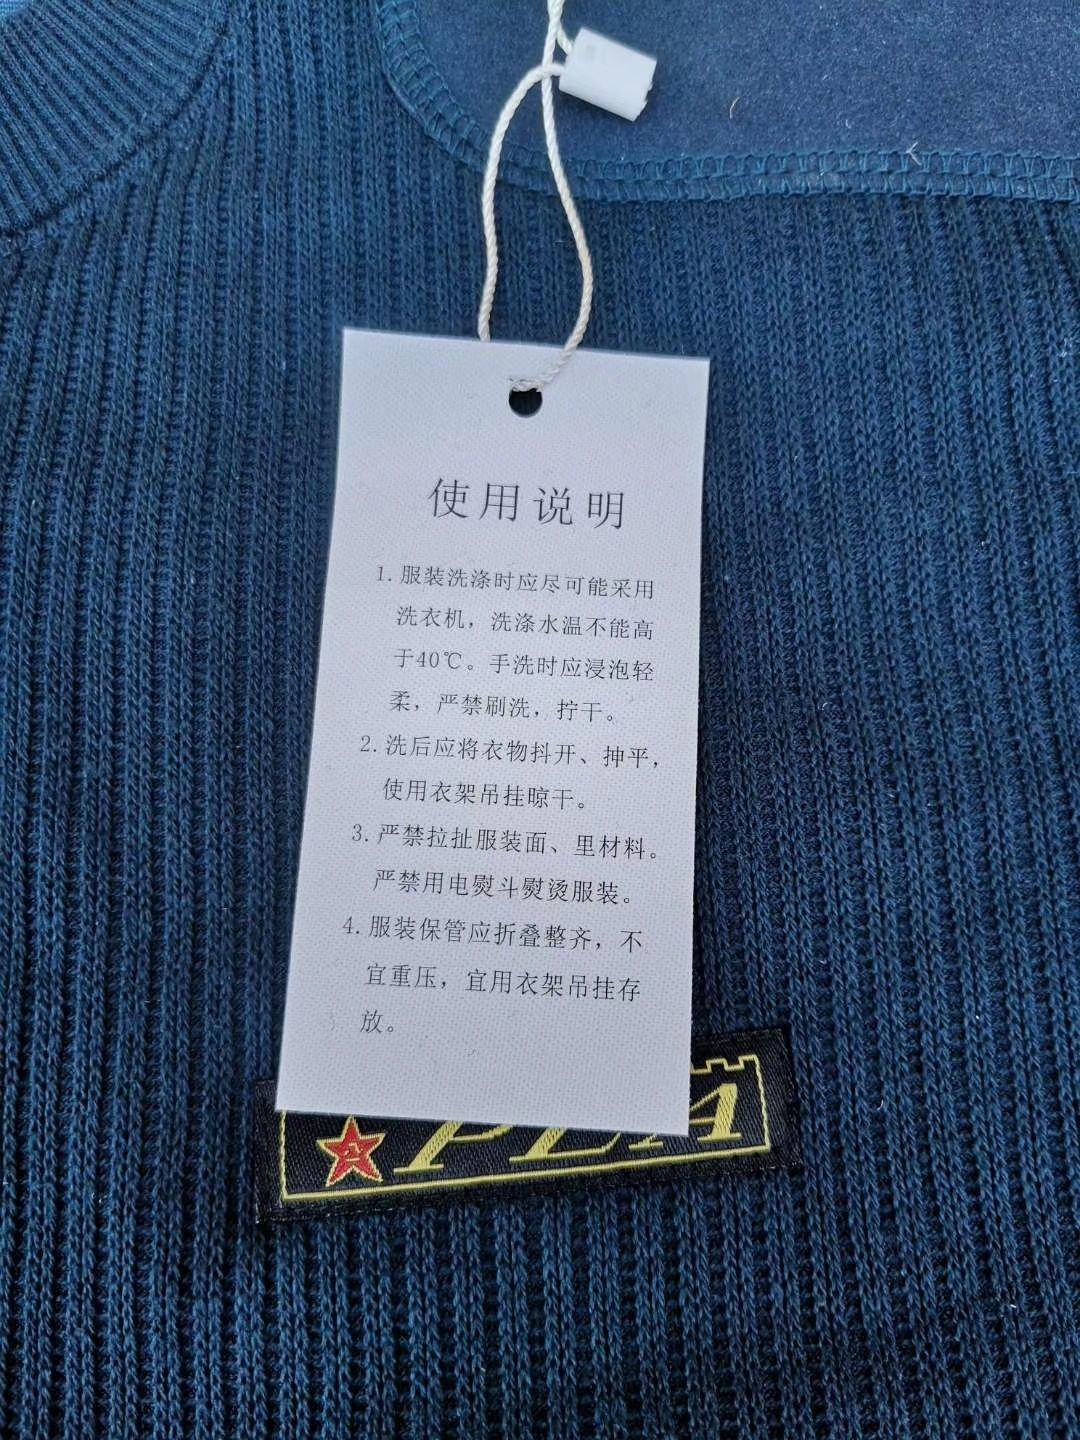 使用说明
1. 服装洗涤时应尽可能采用
洗衣机，洗涤水温不能高
于40℃。手洗时应浸泡轻
柔，严禁刷洗，拧干。
2. 洗后应将衣物抖开、抻平，
使用衣架吊挂晾干。
3. 严禁拉扯服装面、里材料。
严禁用电熨斗熨烫服装。
4. 服装保管应折叠整齐，不
宜重压，宜用衣架吊挂存
放。
PLA